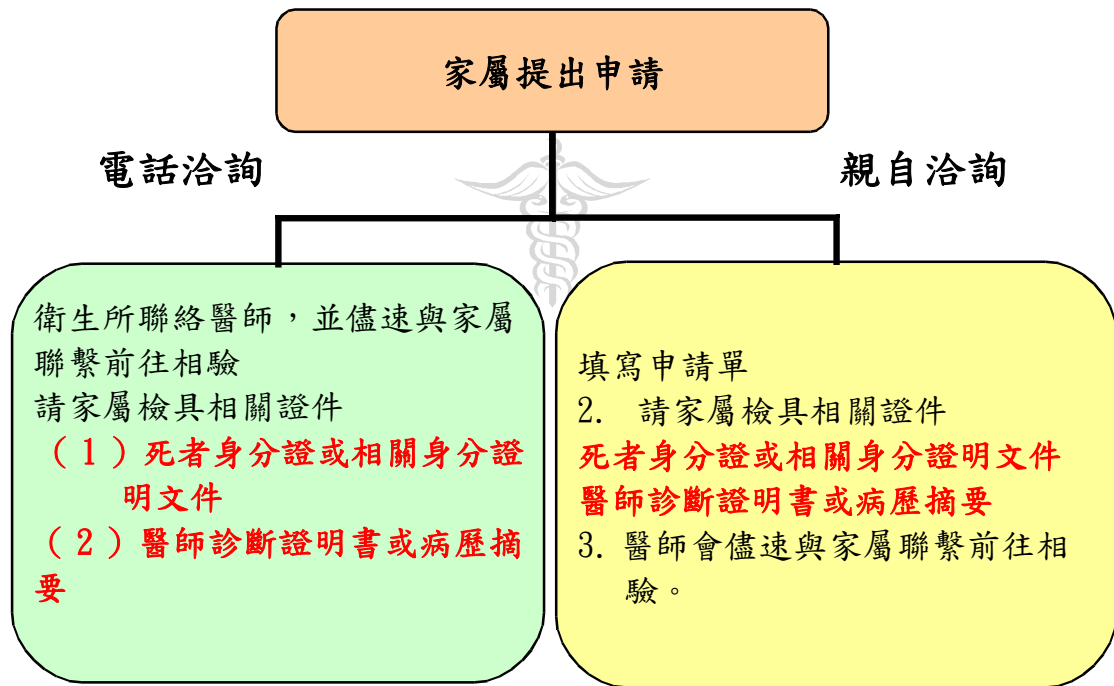 家屬提出申請
電話洽詢
親自洽詢
衛生所聯絡醫師，並儘速與家屬
聯繫前往相驗
請家屬檢具相關證件
（１）死者身分證或相關身分證
明文件
（２）醫師診斷證明書或病歷摘
要
填寫申請單
2. 請家屬檢具相關證件
死者身分證或相關身分證明文件
醫師診斷證明書或病歷摘要
3. 醫師會儘速與家屬聯繫前往相
驗。